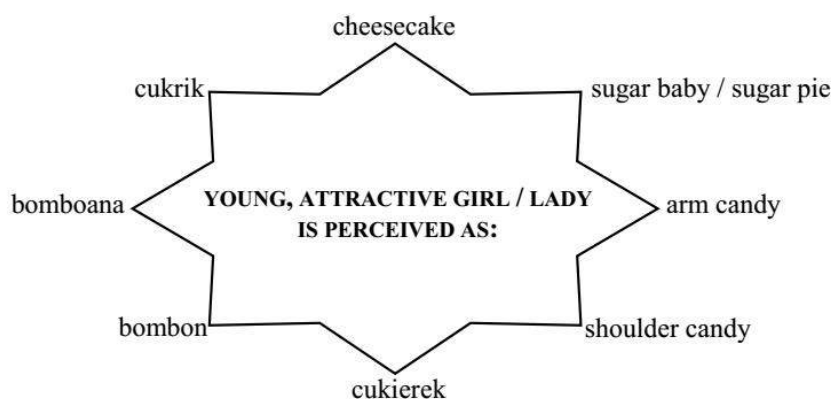 cheesecake
cukrik
sugar baby / sugar pie
bomboana
YOUNG, ATTRACTIVE GIRL / LADY
IS PERCEIVED AS:
arm candy
bombon
shoulder candy
cukierek